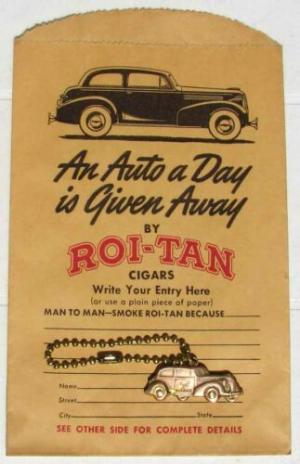 An Auto a Day
is Given Away
BY
ROI-TAN
CIGARS
Write Your Entry Here
(or use a plain piece of paper)
MAN TO MAN—SMOKE ROI-TAN BECAUSE
Name
Street
City State
SEE OTHER SIDE FOR COMPLETE DETAILS